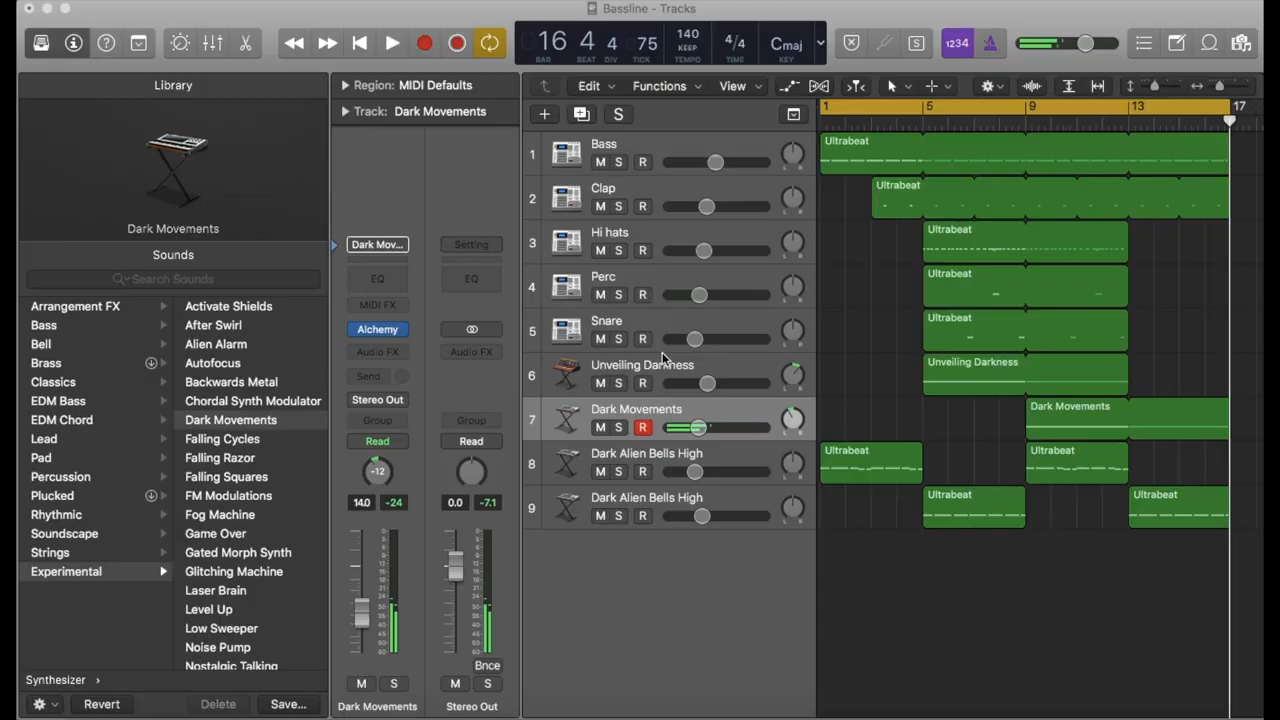 Bassline - Tracks
16 4 4 75 140 4/4 Cmaj
KEEP
BAR BEAT DIV TICK TEMPO TIME KEY
1234
S
Library
Region: MIDI Defaults
Track: Dark Movements
Edit Functions View
S
1 5 9 13 17
Dark Movements
Sounds
Search Sounds
Arrangement FX
Bass
Bell
Brass
Classics
EDM Bass
EDM Chord
Lead
Pad
Percussion
Plucked
Rhythmic
Soundscape
Strings
Experimental
Activate Shields
After Swirl
Alien Alarm
Autofocus
Backwards Metal
Chordal Synth Modulator
Dark Movements
Falling Cycles
Falling Razor
Falling Squares
FM Modulations
Fog Machine
Game Over
Gated Morph Synth
Glitching Machine
Laser Brain
Level Up
Low Sweeper
Noise Pump
Nostalgic Talking
Synthesizer
Revert Delete Save...
Dark Mov...
EQ
MIDI FX
Alchemy
Audio FX
Send
Stereo Out
Group
Read
-12
14.0 -24
M S
Dark Movements
Setting
EQ
Audio FX
Group
Read
0.0 -7.1
Bnce
M S
Stereo Out
1 Bass
M S R
2 Clap
M S R
3 Hi hats
M S R
4 Perc
M S R
5 Snare
M S R
6 Unveiling Darkness
M S R
7 Dark Movements
M S R
8 Dark Alien Bells High
M S R
9 Dark Alien Bells High
M S R
Ultrabeat
Ultrabeat
Ultrabeat
Ultrabeat
Ultrabeat
Unveiling Darkness
Dark Movements
Ultrabeat Ultrabeat
Ultrabeat Ultrabeat